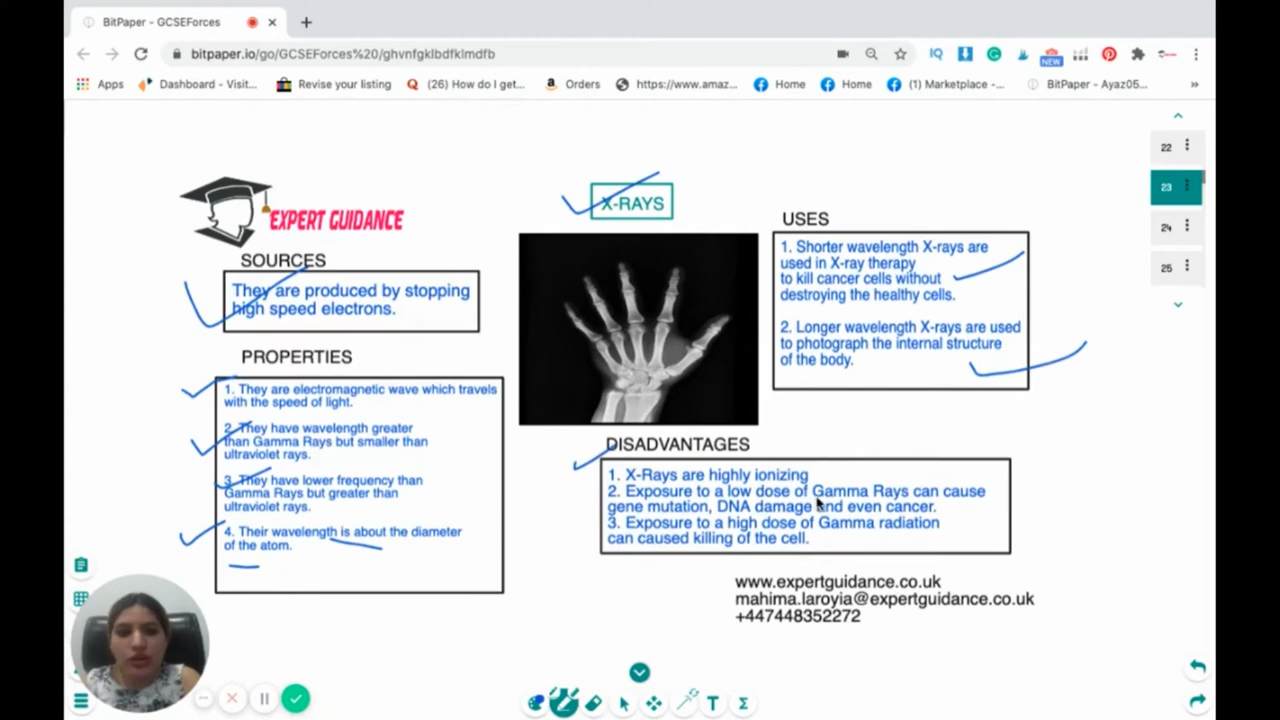 BitPaper - GCSEForces
bitpaper.io/go/GCSEForces%20/ghvnfgklbdfklmdfb
NEW
Apps
Dashboard - Visit...
Revise your listing
(26) How do I get...
Orders
https://www.amaz...
Home
Home
(1) Marketplace -...
BitPaper - Ayaz05...
»
22
23
24
25
EXPERT GUIDANCE
X-RAYS
SOURCES
They are produced by stopping
high speed electrons.
PROPERTIES
1. They are electromagnetic wave which travels
with the speed of light.
2. They have wavelength greater
than Gamma Rays but smaller than
ultraviolet rays.
3. They have lower frequency than
Gamma Rays but greater than
ultraviolet rays.
4. Their wavelength is about the diameter
of the atom.
USES
1. Shorter wavelength X-rays are
used in X-ray therapy
to kill cancer cells without
destroying the healthy cells.
2. Longer wavelength X-rays are used
to photograph the internal structure
of the body.
DISADVANTAGES
1. X-Rays are highly ionizing
2. Exposure to a low dose of Gamma Rays can cause
gene mutation, DNA damage and even cancer.
3. Exposure to a high dose of Gamma radiation
can caused killing of the cell.
www.expertguidance.co.uk
mahima.laroyia@expertguidance.co.uk
+447448352272
T
Σ